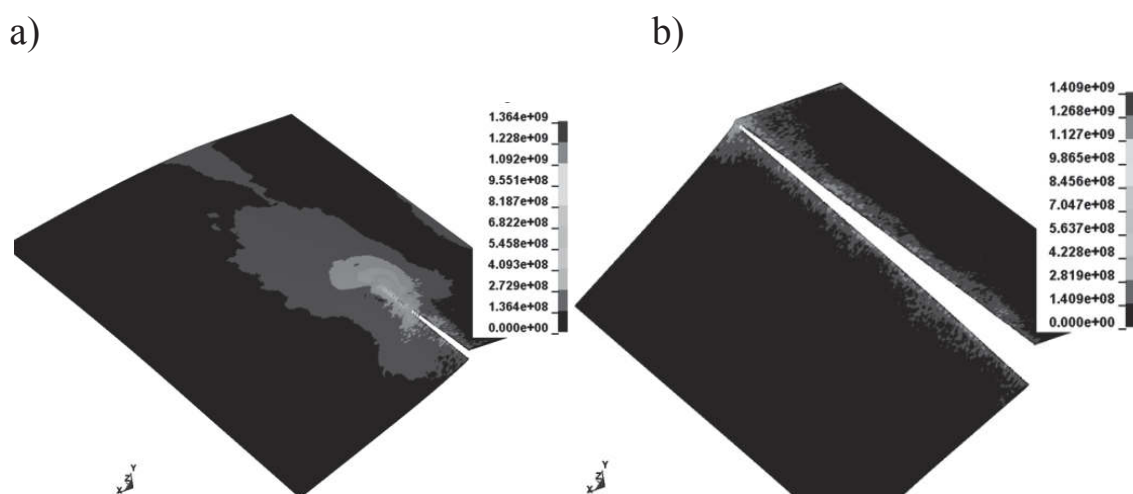 a)
b)
1.364e+09
1.228e+09
1.092e+09
9.551e+08
8.187e+08
6.822e+08
5.458e+08
4.093e+08
2.729e+08
1.364e+08
0.000e+00
1.409e+09
1.268e+09
1.127e+09
9.865e+08
8.456e+08
7.047e+08
5.637e+08
4.228e+08
2.819e+08
1.409e+08
0.000e+00
Y
Z
X
Y
Z
X